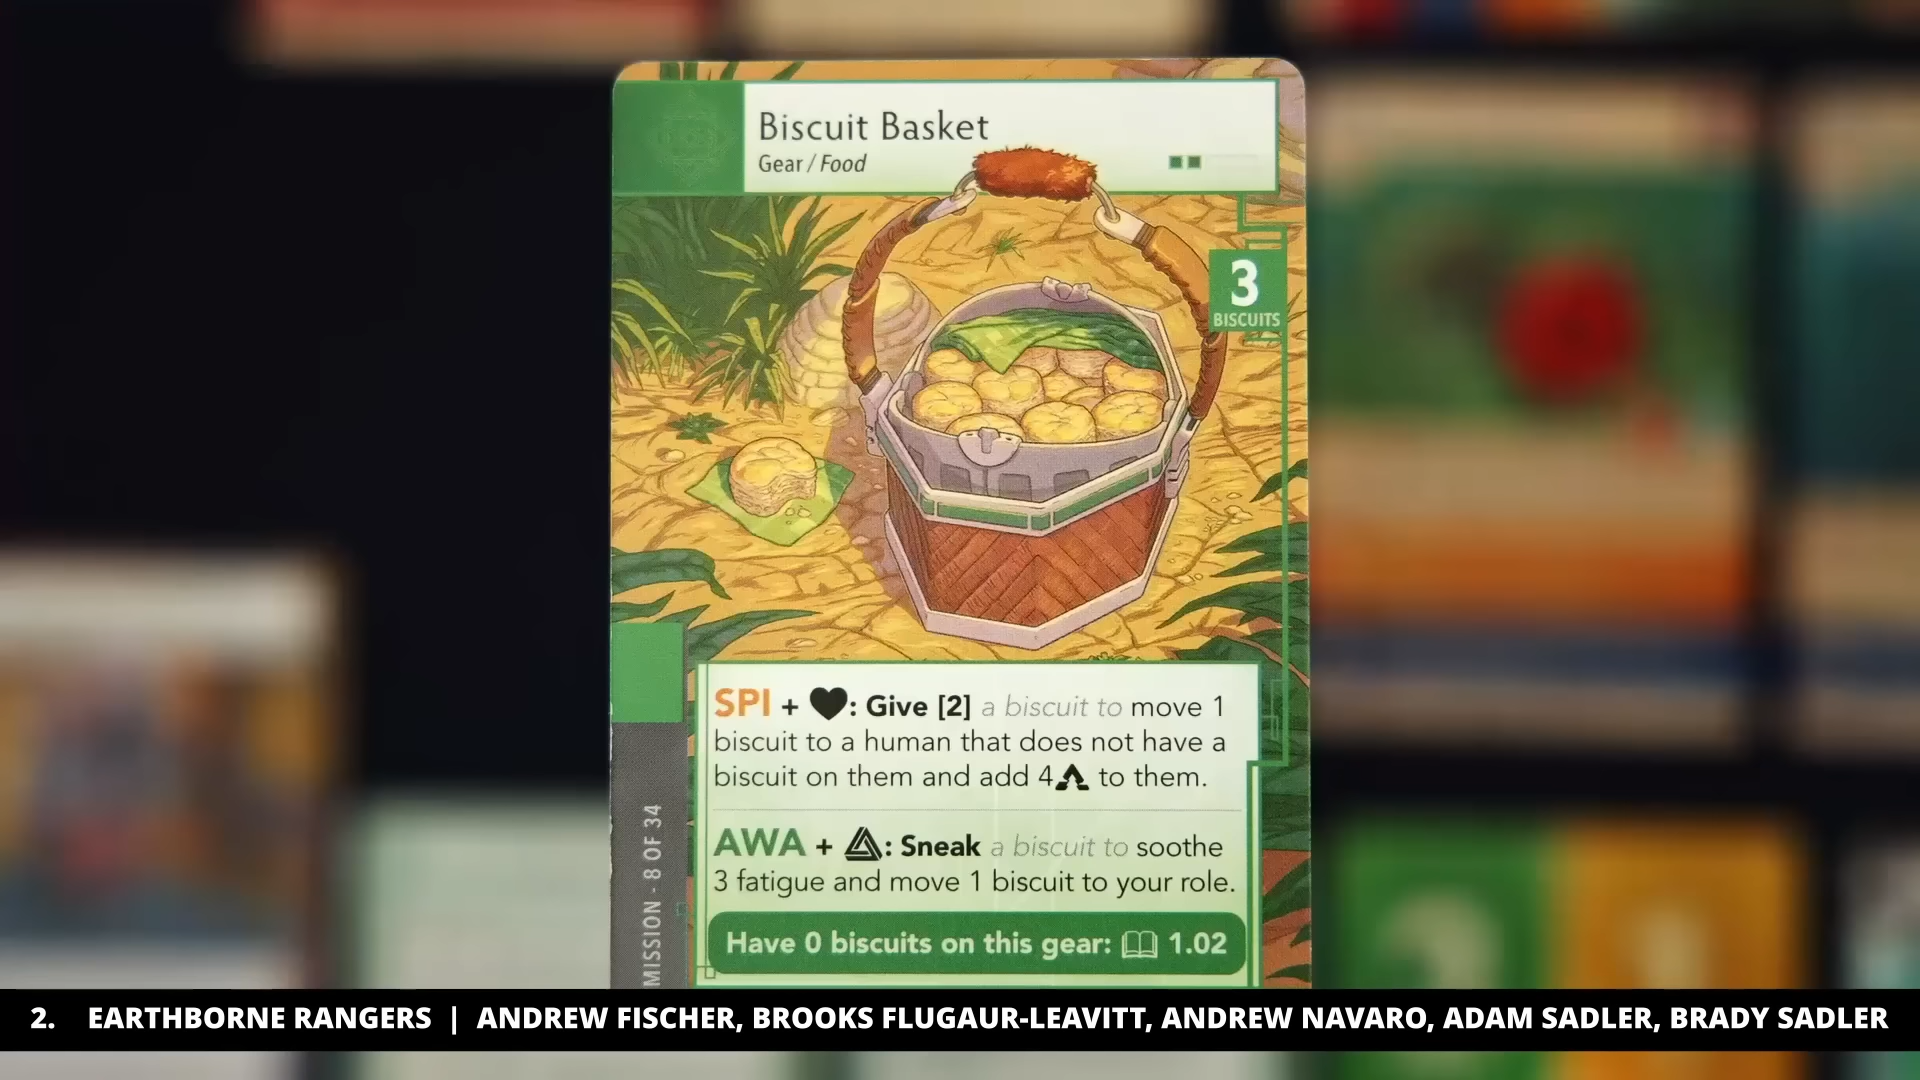 Biscuit Basket
Gear / Food
3
BISCUITS
SPI + : Give [2] a biscuit to move 1
biscuit to a human that does not have a
biscuit on them and add 4 to them.
AWA + : Sneak a biscuit to soothe
3 fatigue and move 1 biscuit to your role.
Have 0 biscuits on this gear: 1.02
MISSION - 8 OF 34
2. EARTHBORNE RANGERS | ANDREW FISCHER, BROOKS FLUGAUR-LEAVITT, ANDREW NAVARO, ADAM SADLER, BRADY SADLER